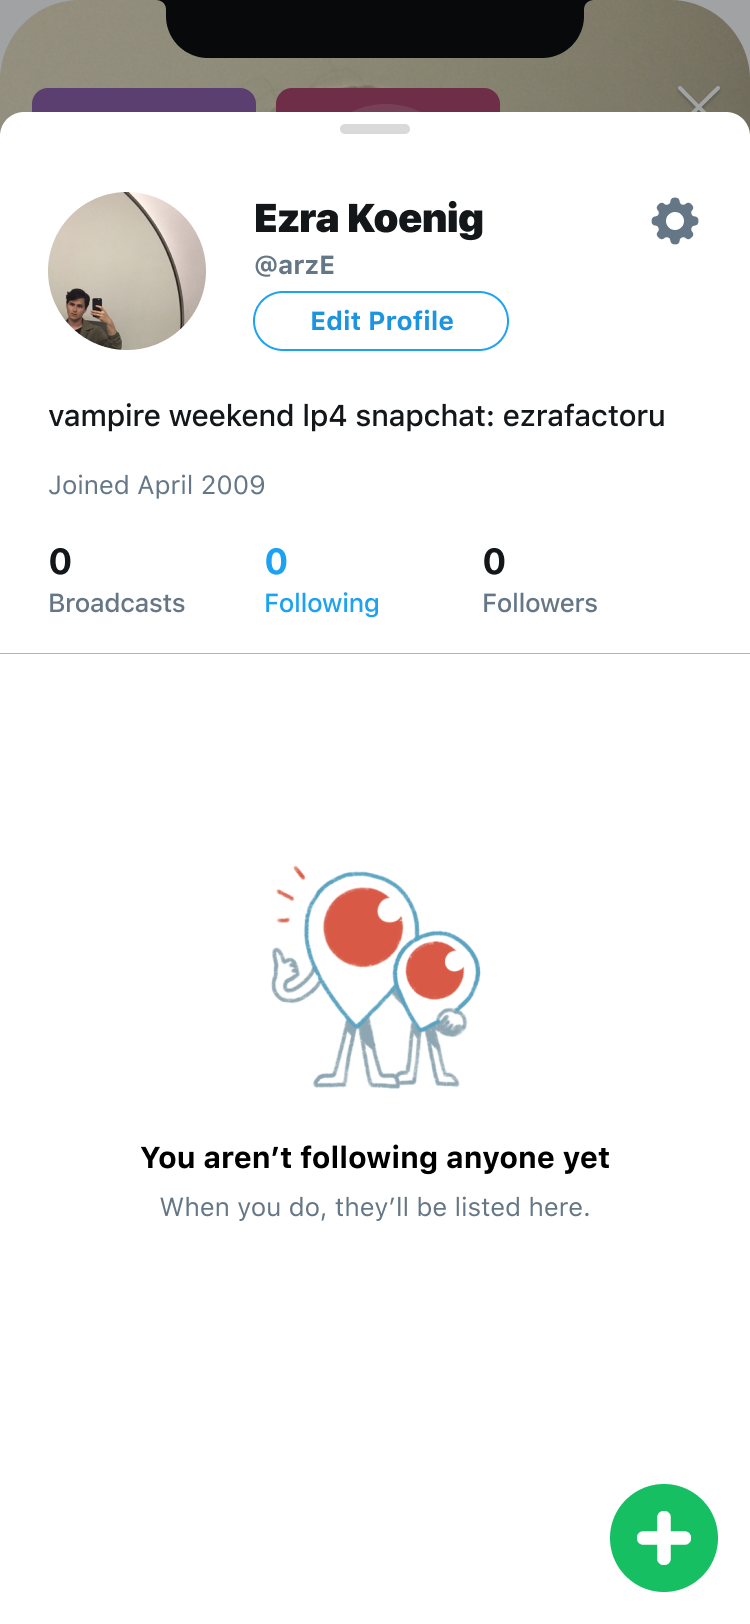 Ezra Koenig
@arzE
Edit Profile
vampire weekend lp4 snapchat: ezrafactoru
Joined April 2009
0 0 0
Broadcasts Following Followers
You aren’t following anyone yet
When you do, they’ll be listed here.